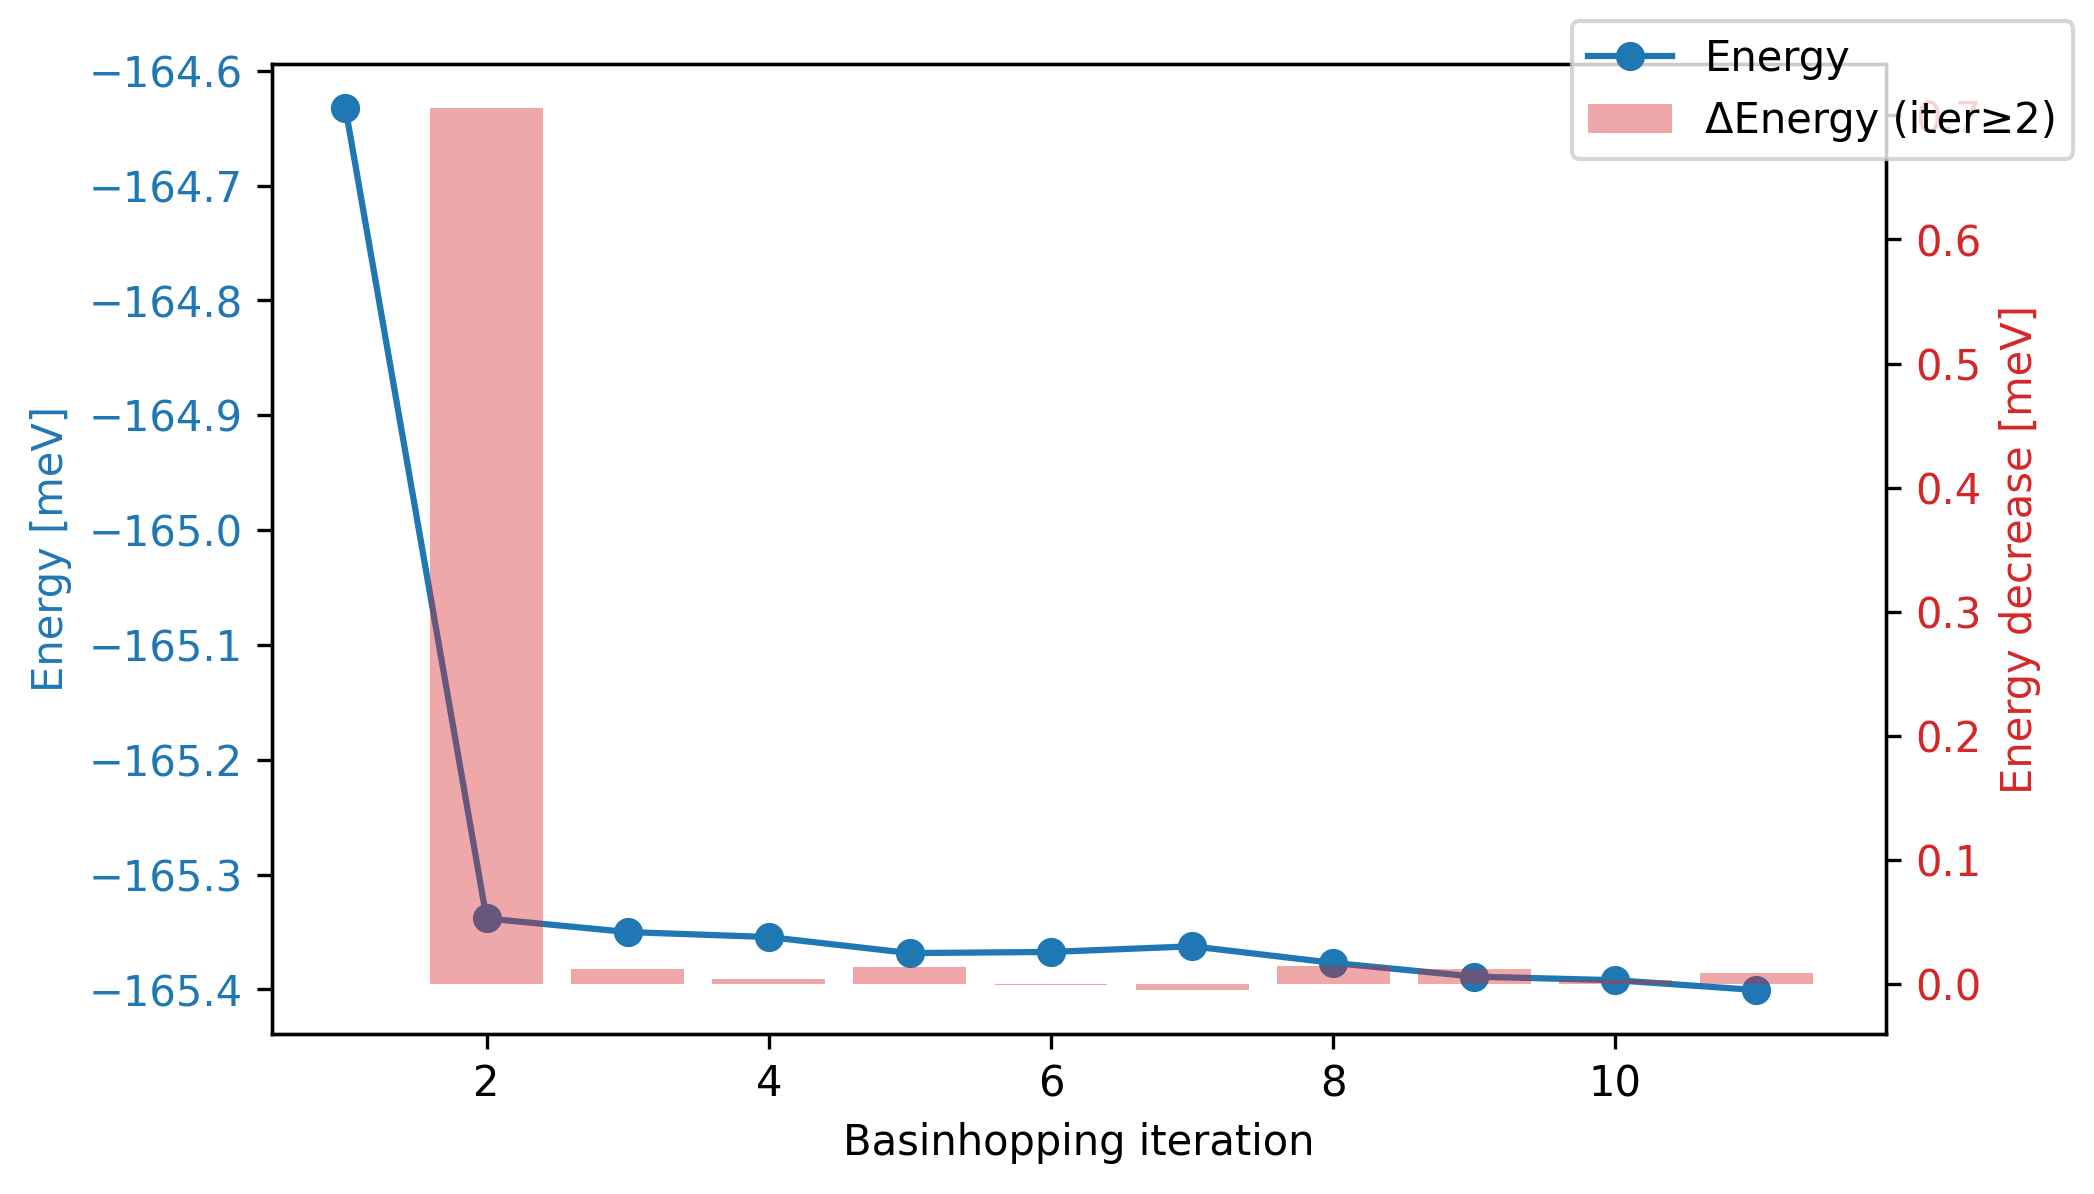 Energy
ΔEnergy (iter≥2)
−164.6
−164.7
−164.8
−164.9
−165.0
−165.1
−165.2
−165.3
−165.4
Energy [meV]
0.7
0.6
0.5
0.4
0.3
0.2
0.1
0.0
Energy decrease [meV]
2 4 6 8 10
Basinhopping iteration